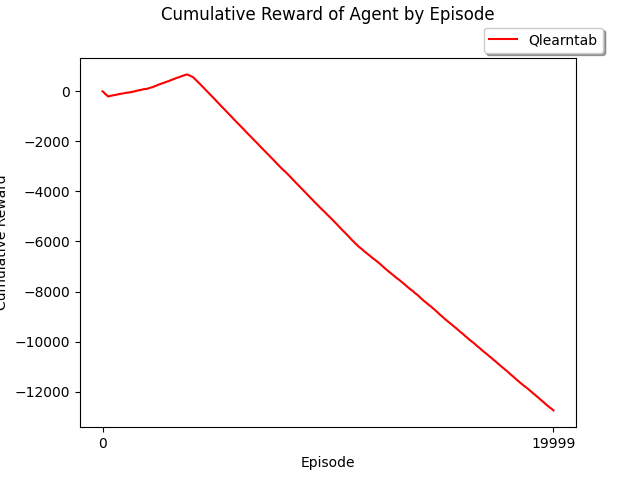 Cumulative Reward of Agent by Episode
Qlearntab
0
−2000
−4000
−6000
−8000
−10000
−12000
Cumulative Reward
0
19999
Episode